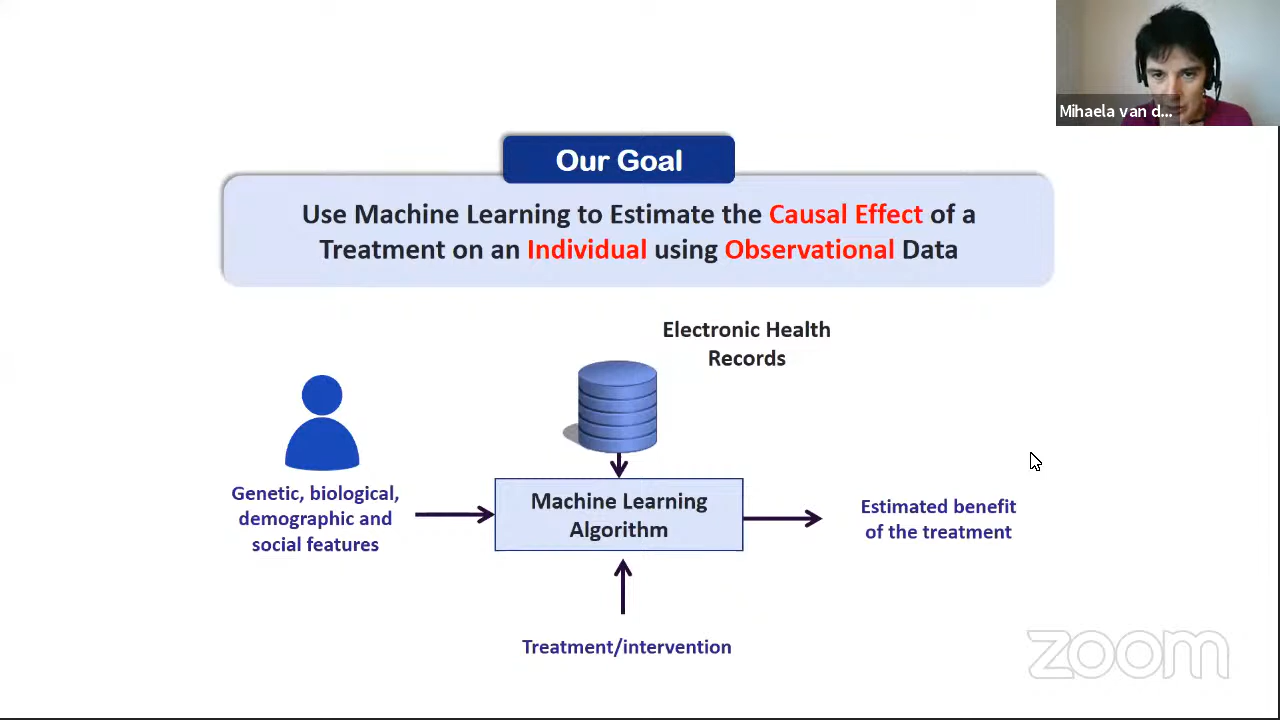 Mihaela van d...
Our Goal
Use Machine Learning to Estimate the Causal Effect of a
Treatment on an Individual using Observational Data
Electronic Health
Records
Genetic, biological,
demographic and
social features
Machine Learning
Algorithm
Estimated benefit
of the treatment
Treatment/intervention
zoom